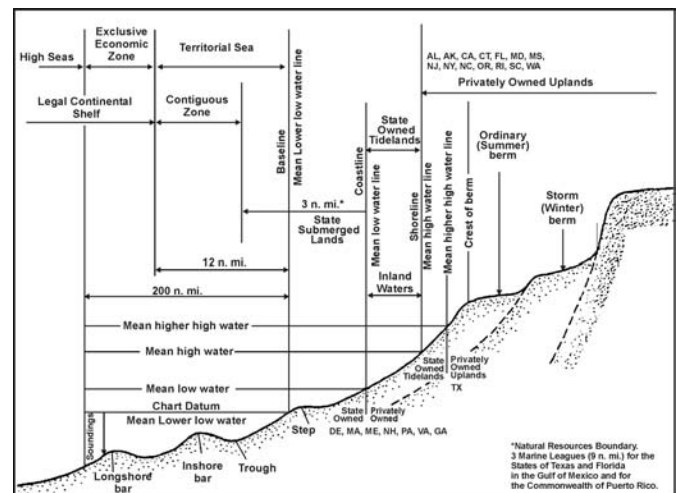 Exclusive
Economic
Zone
High Seas
Territorial Sea
Legal Continental
Shelf
Contiguous
Zone
Baseline
Mean Lower low water line
Coastline
Mean low water line
State
Owned
Tidelands
Shoreline
Mean high water line
Mean higher high water line
Crest of berm
AL, AK, CA, CT, FL, MD, MS,
NJ, NY, NC, OR, RI, SC, WA
Privately Owned Uplands
Ordinary
(Summer)
berm
Storm
(Winter)
berm
3 n. mi.*
State
Submerged
Lands
12 n. mi.
200 n. mi.
Inland
Waters
Mean higher high water
Mean high water
Mean low water
Chart Datum
Mean Lower low water
Soundings
Longshore
bar
Inshore
bar
Trough
Step
State
Owned
Privately
Owned
DE, MA, ME, NH, PA, VA, GA
State
Owned
Tidelands
Privately
Owned
Uplands
TX
*Natural Resources Boundary.
3 Marine Leagues (9 n. mi.) for the
States of Texas and Florida
in the Gulf of Mexico and for
the Commonwealth of Puerto Rico.